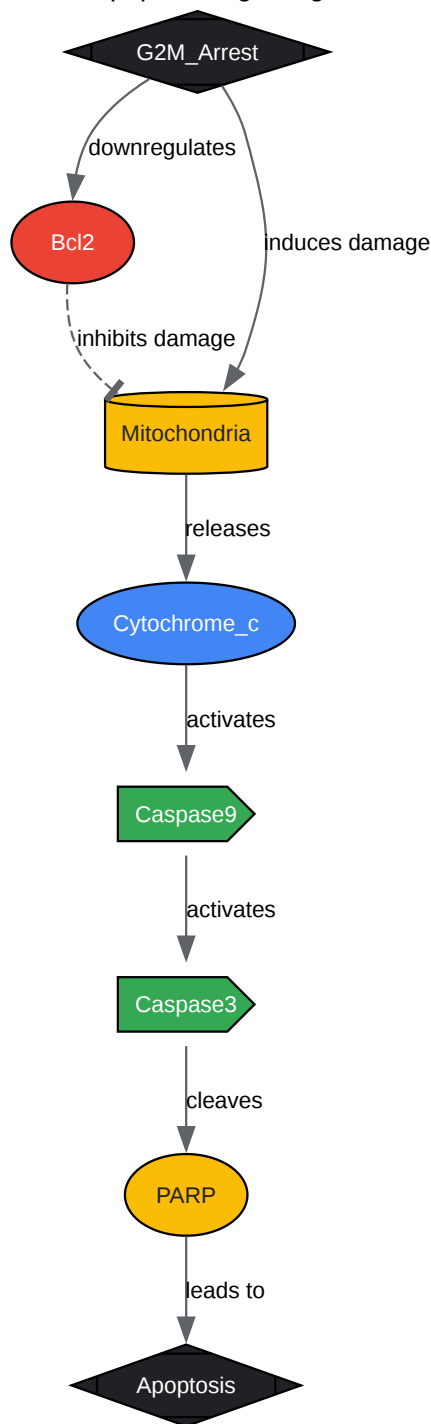 G2M_Arrest
downregulates
Bcl2
induces damage
inhibits damage
Mitochondria
releases
Cytochrome_c
activates
Caspase9
activates
Caspase3
cleaves
PARP
leads to
Apoptosis